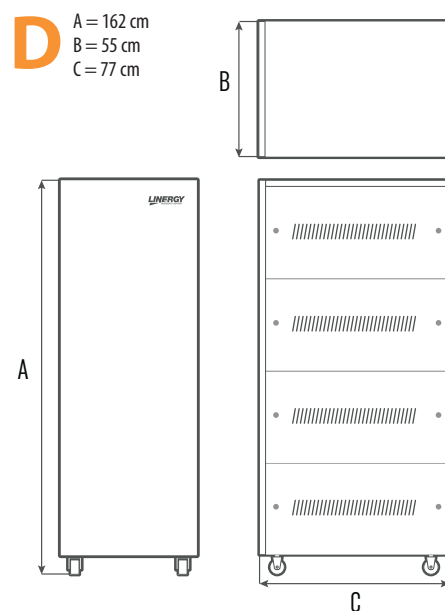 D
A = 162 cm
B = 55 cm
C = 77 cm
B
LINERGY
A
C